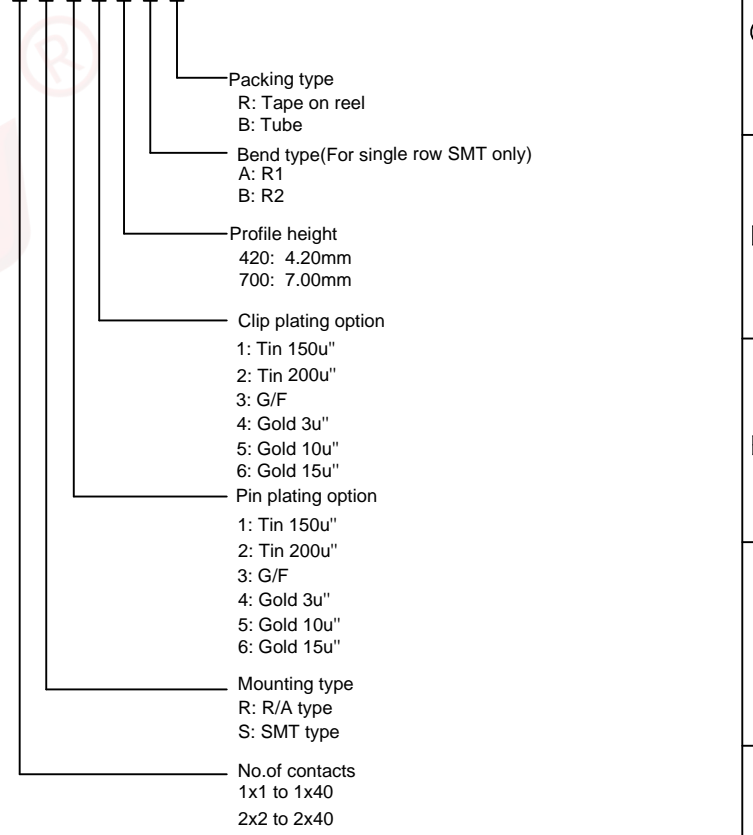 Packing type
R: Tape on reel
B: Tube
Bend type(For single row SMT only)
A: R1
B: R2
Profile height
420: 4.20mm
700: 7.00mm
Clip plating option
1: Tin 150u"
2: Tin 200u"
3: G/F
4: Gold 3u"
5: Gold 10u"
6: Gold 15u"
Pin plating option
1: Tin 150u"
2: Tin 200u"
3: G/F
4: Gold 3u"
5: Gold 10u"
6: Gold 15u"
Mounting type
R: R/A type
S: SMT type
No.of contacts
1x1 to 1x40
2x2 to 2x40
®